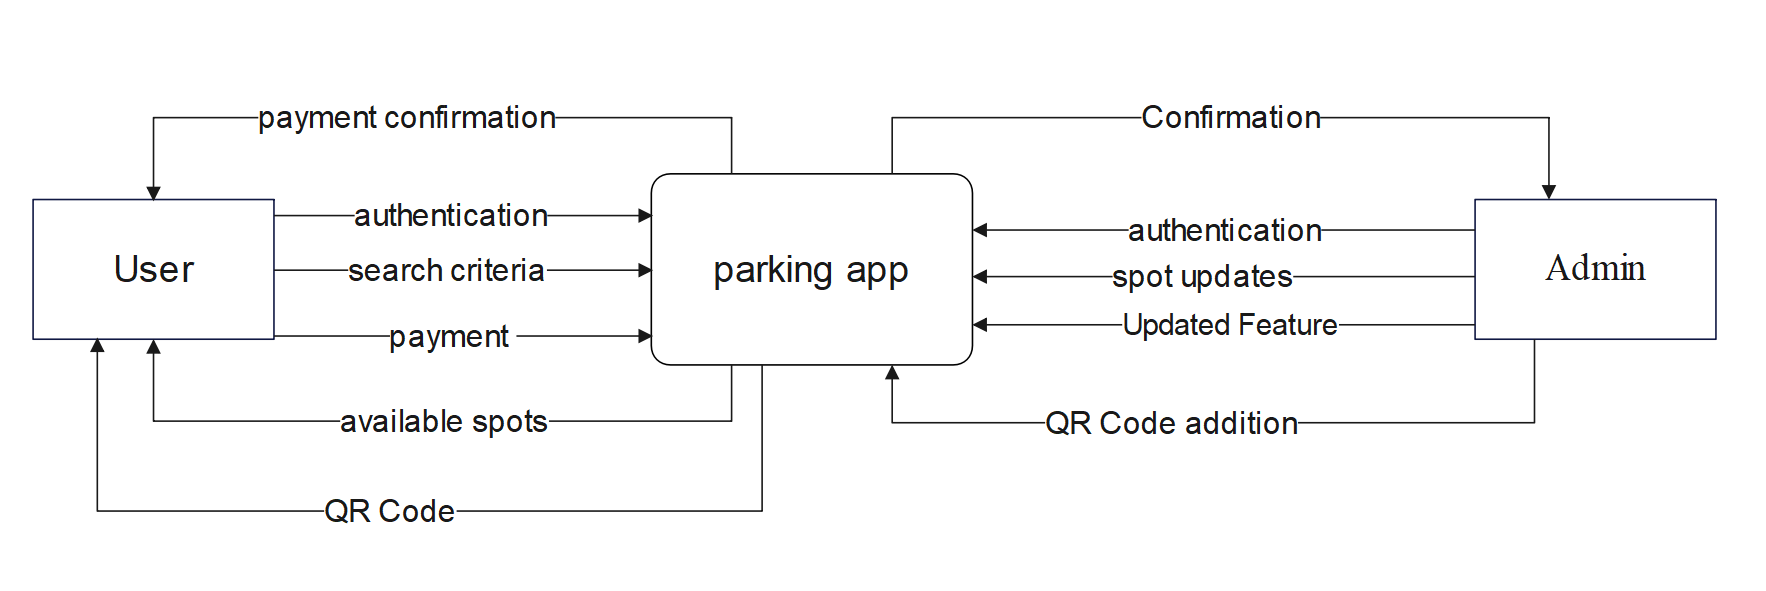 payment confirmation
Confirmation
authentication
authentication
User
search criteria
parking app
spot updates
Admin
payment
Updated Feature
available spots
QR Code addition
QR Code